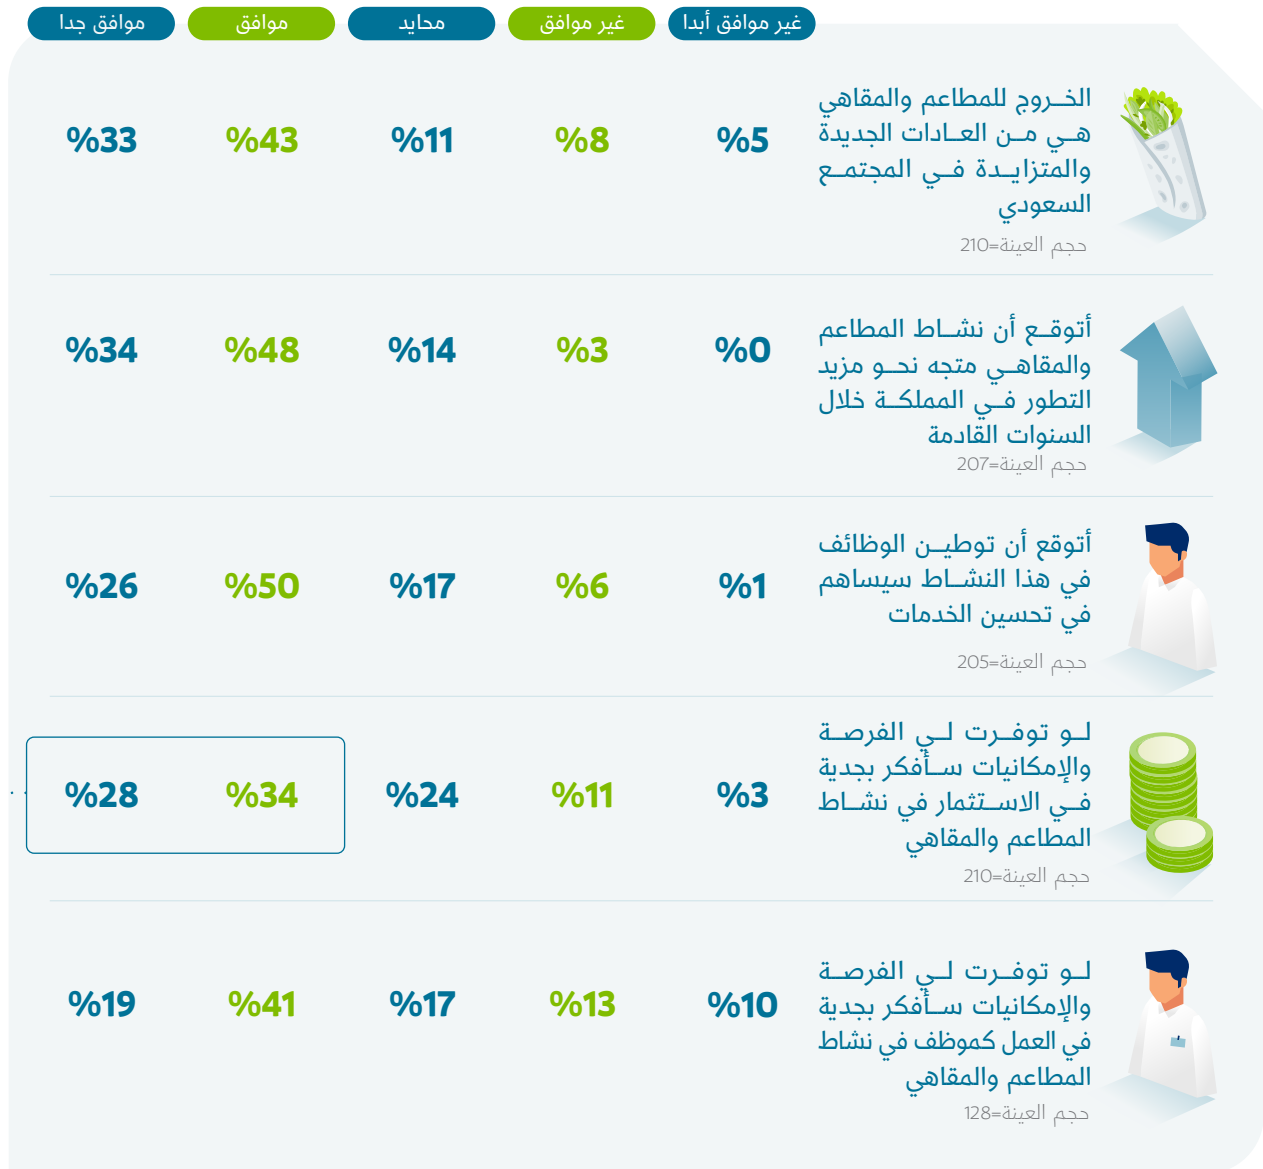 غير موافق أبدا
غير موافق
محايد
موافق
موافق جدا
الخروج للمطاعم والمقاهي
هي من العادات الجديدة
والمتزايدة في المجتمع
السعودي
حجم العينة=210
%5
%8
%11
%43
%33
أتوقع أن نشاط المطاعم
والمقاهي متجه نحو مزيد
التطور في المملكة خلال
السنوات القادمة
حجم العينة=207
%0
%3
%14
%48
%34
أتوقع أن توطين الوظائف
في هذا النشاط سيساهم
في تحسين الخدمات
حجم العينة=205
%1
%6
%17
%50
%26
لو توفرت لي الفرصة
والإمكانيات سأفكر بجدية
في الاستثمار في نشاط
المطاعم والمقاهي
حجم العينة=210
%3
%11
%24
%34
%28
لو توفرت لي الفرصة
والإمكانيات سأفكر بجدية
في العمل كموظف في نشاط
المطاعم والمقاهي
حجم العينة=128
%10
%13
%17
%41
%19